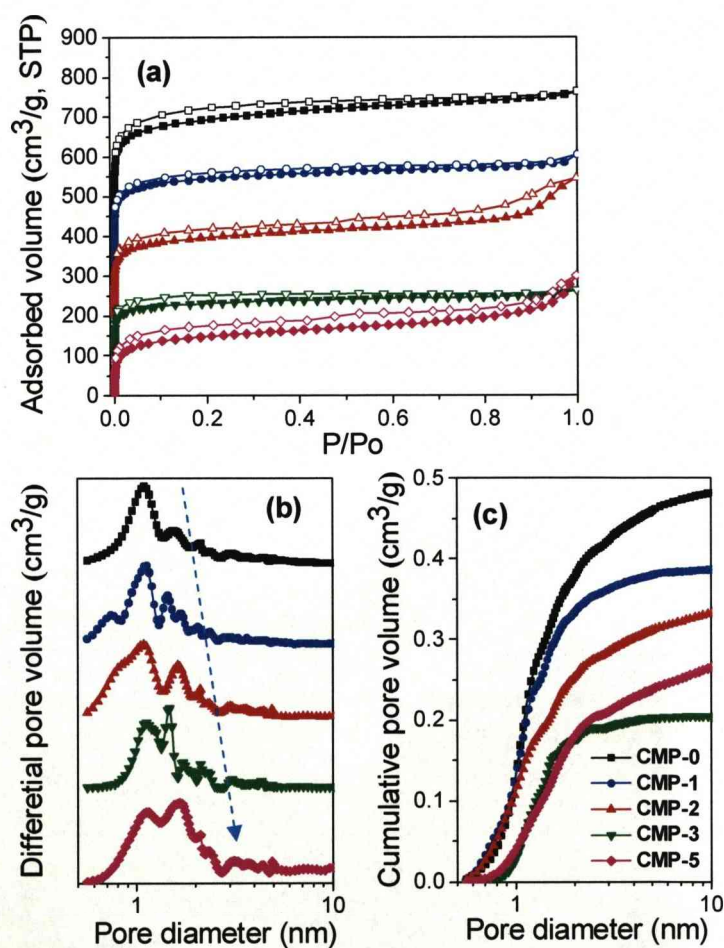 (a)
Adsorbed volume (cm³/g, STP)
900
800
700
600
500
400
300
200
100
0
0.0 0.2 0.4 0.6 0.8 1.0
P/Po
(b)
Differetial pore volume (cm³/g)
1 10
Pore diameter (nm)
(c)
Cumulative pore volume (cm³/g)
0.5
0.4
0.3
0.2
0.1
0.0
CMP-0
CMP-1
CMP-2
CMP-3
CMP-5
1 10
Pore diameter (nm)